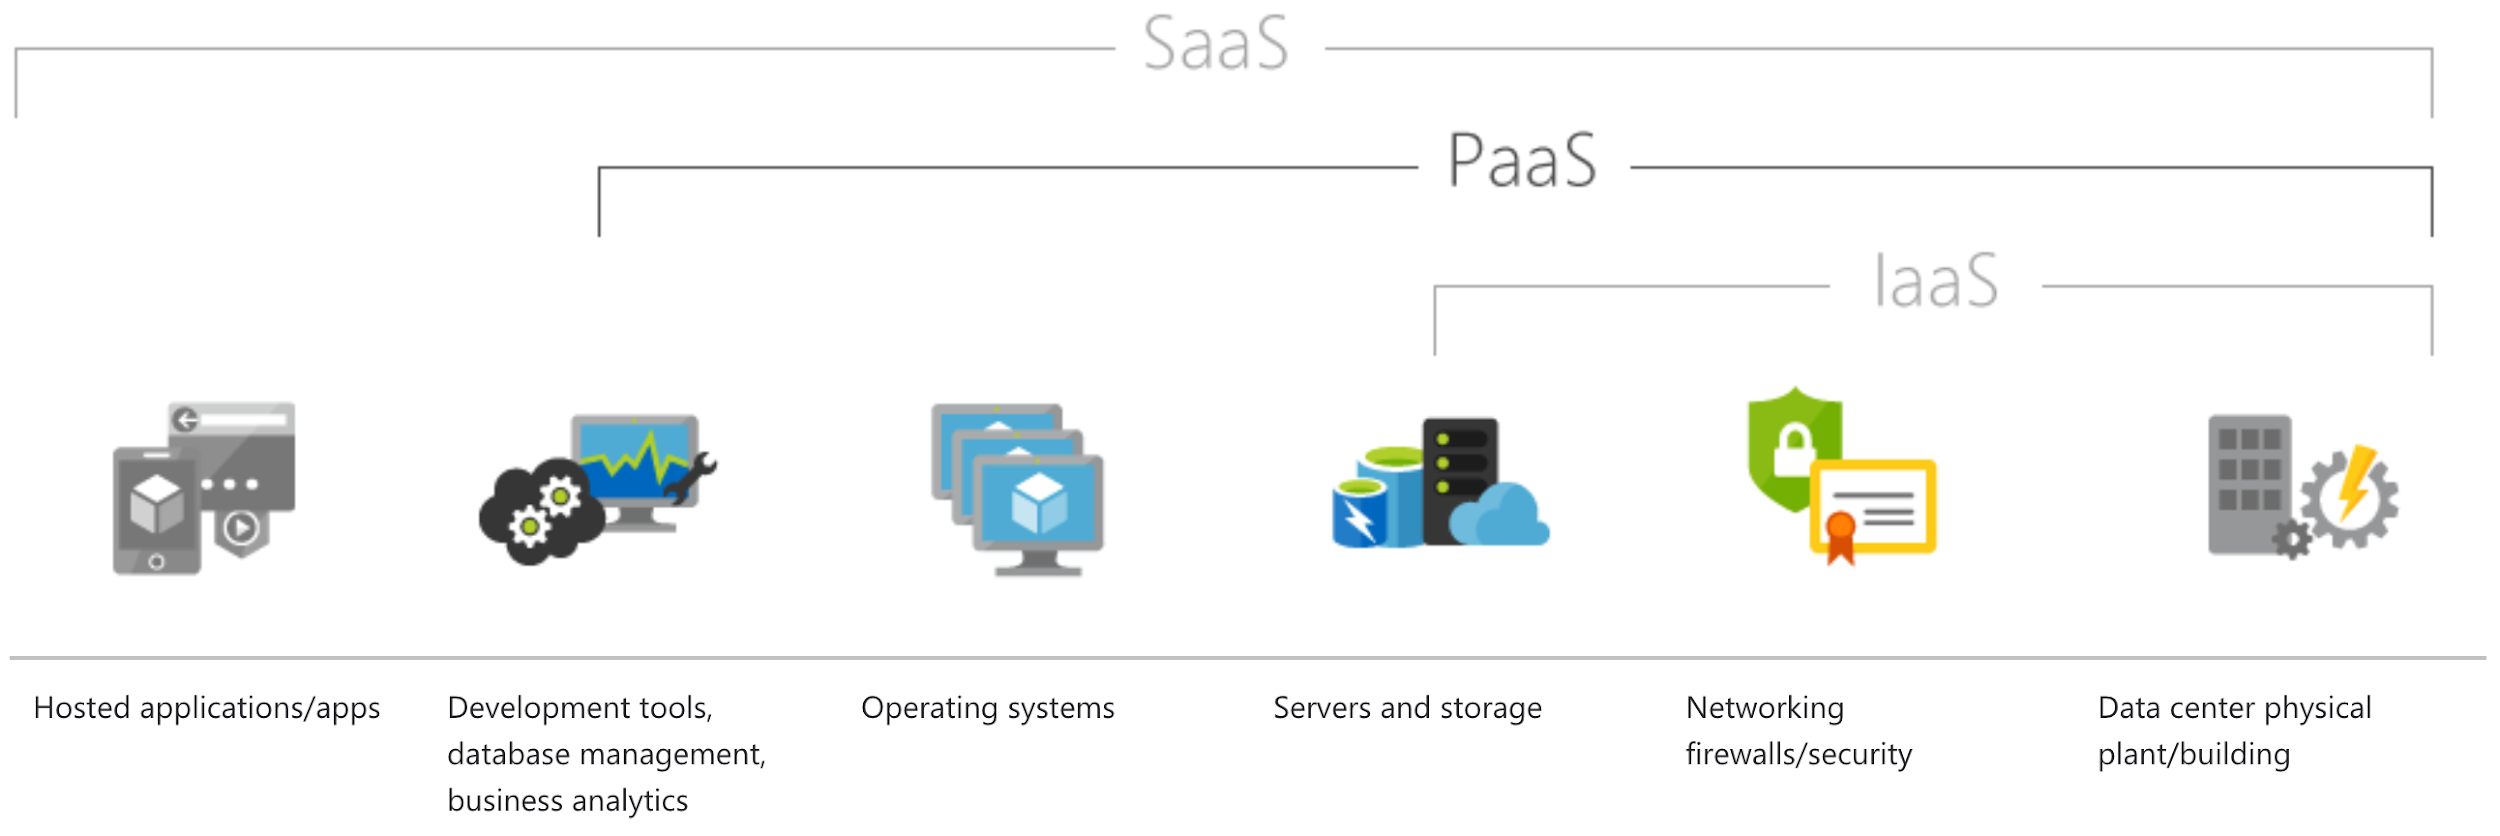 SaaS
PaaS
IaaS
Hosted applications/apps
Development tools,
database management,
business analytics
Operating systems
Servers and storage
Networking
firewalls/security
Data center physical
plant/building